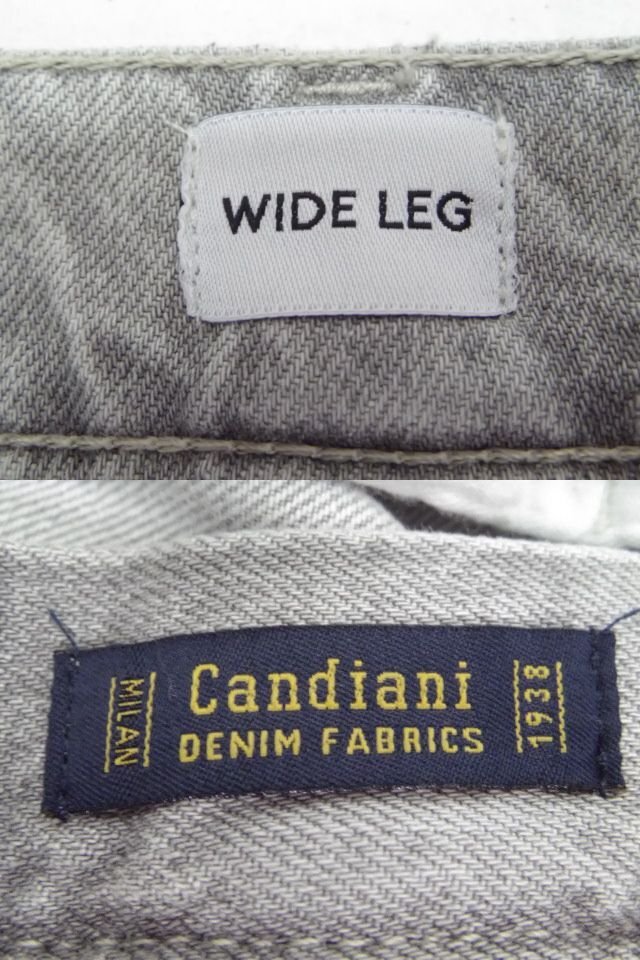 WIDE LEG
MILAN
Candiani
DENIM FABRICS
1938